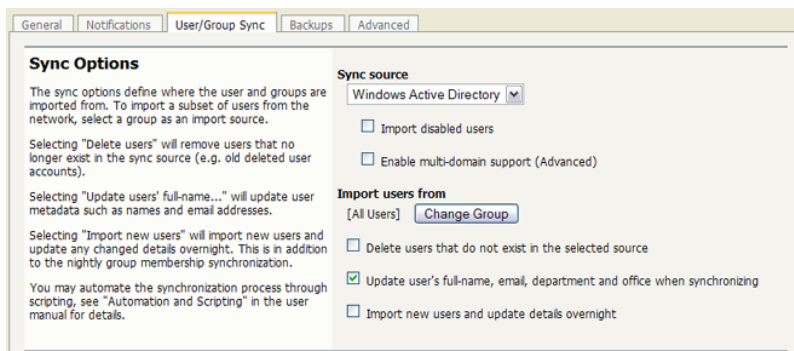 General Notifications User/Group Sync Backups Advanced
Sync Options
The sync options define where the user and groups are
imported from. To import a subset of users from the
network, select a group as an import source.
Selecting "Delete users" will remove users that no
longer exist in the sync source (e.g. old deleted user
accounts).
Selecting "Update users' full-name..." will update user
metadata such as names and email addresses.
Selecting "Import new users" will import new users and
update any changed details overnight. This is in addition
to the nightly group membership synchronization.
You may automate the synchronization process through
scripting, see "Automation and Scripting" in the user
manual for details.
Sync source
Windows Active Directory
Import disabled users
Enable multi-domain support (Advanced)
Import users from
[All Users] Change Group
Delete users that do not exist in the selected source
Update user's full-name, email, department and office when synchronizing
Import new users and update details overnight